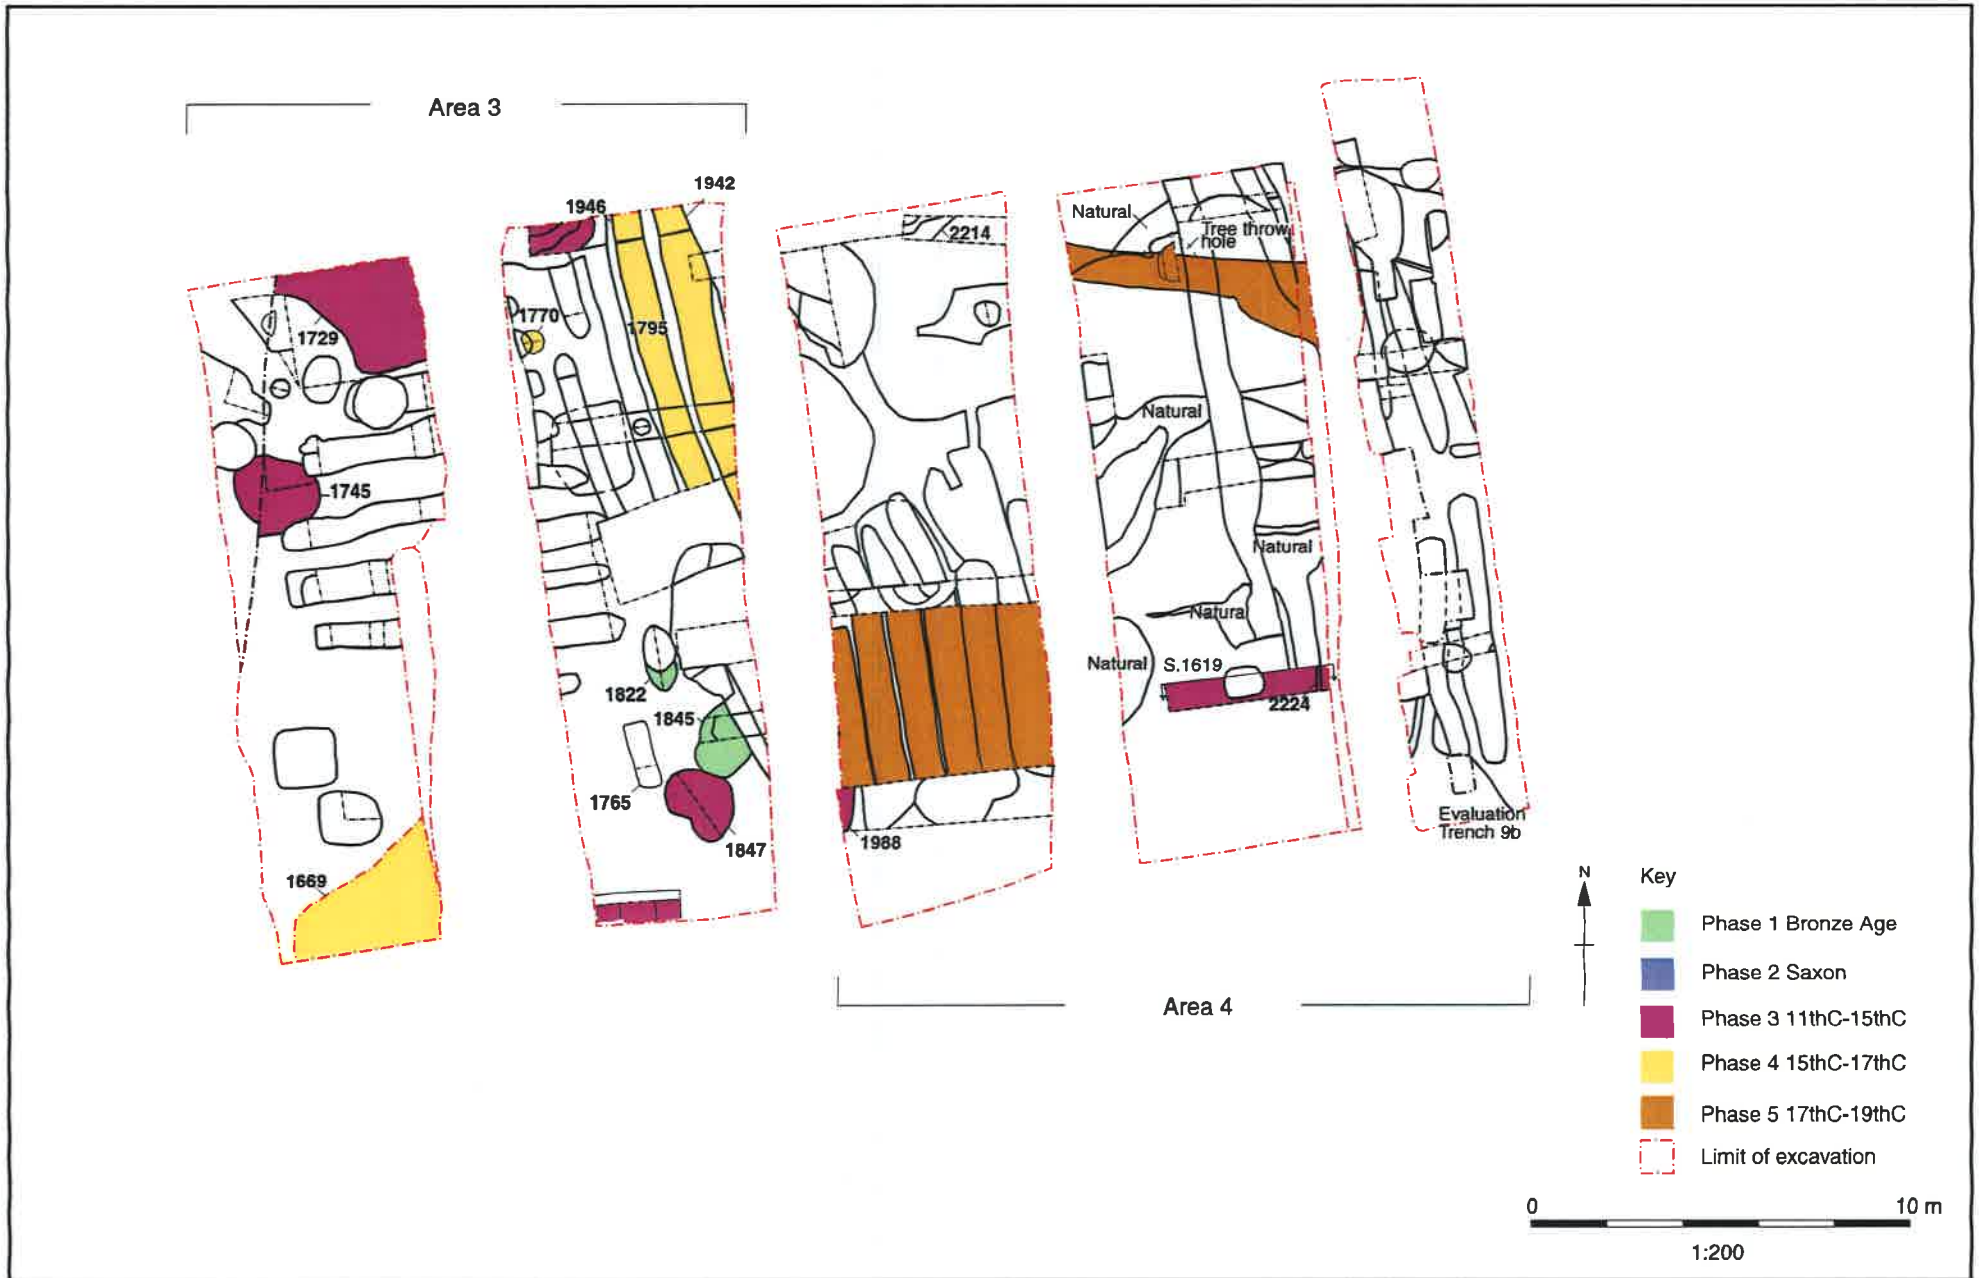 Area 3
1942
1946
Natural
2214
Tree throw
hole
1770
1795
1729
Natural
1745
Natural
Natura
Natural
S.1619
1822
2224
1845
1765
Evaluation
Trench 9b
1988
1847
1669
N
Key
Phase 1 Bronze Age
Phase 2 Saxon
Area 4
Phase 3 11thC-15thC
Phase 4 15thC-17thC
Phase 5 17thC-19thC
Limit of excavation
0 10 m
1:200